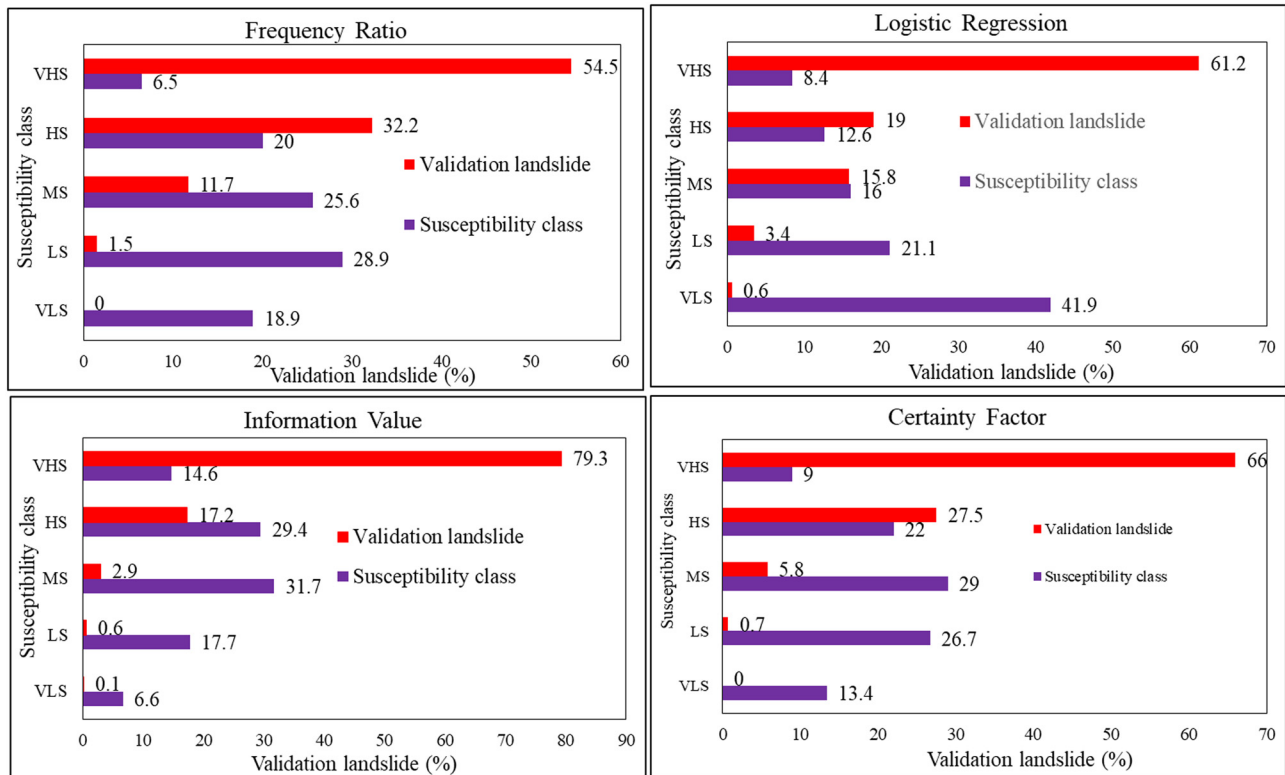 Frequency Ratio
Susceptibility class
VHS
54.5
6.5
HS
32.2
20
MS
11.7
25.6
LS
1.5
28.9
VLS
0
18.9
Validation landslide
Susceptibility class
0 10 20 30 40 50 60
Validation landslide (%)
Logistic Regression
Susceptibility class
VHS
61.2
8.4
HS
19
12.6
MS
15.8
16
LS
3.4
21.1
VLS
0.6
41.9
Validation landslide
Susceptibility class
0 10 20 30 40 50 60 70
Validation landslide (%)
Information Value
Susceptibility class
VHS
79.3
14.6
HS
17.2
29.4
MS
2.9
31.7
LS
0.6
17.7
VLS
0.1
6.6
Validation landslide
Susceptibility class
0 10 20 30 40 50 60 70 80 90
Validation landslide (%)
Certainty Factor
Susceptibility class
VHS
66
9
HS
27.5
22
MS
5.8
29
LS
0.7
26.7
VLS
0
13.4
Validation landslide
Susceptibility class
0 10 20 30 40 50 60 70
Validation landslide (%)